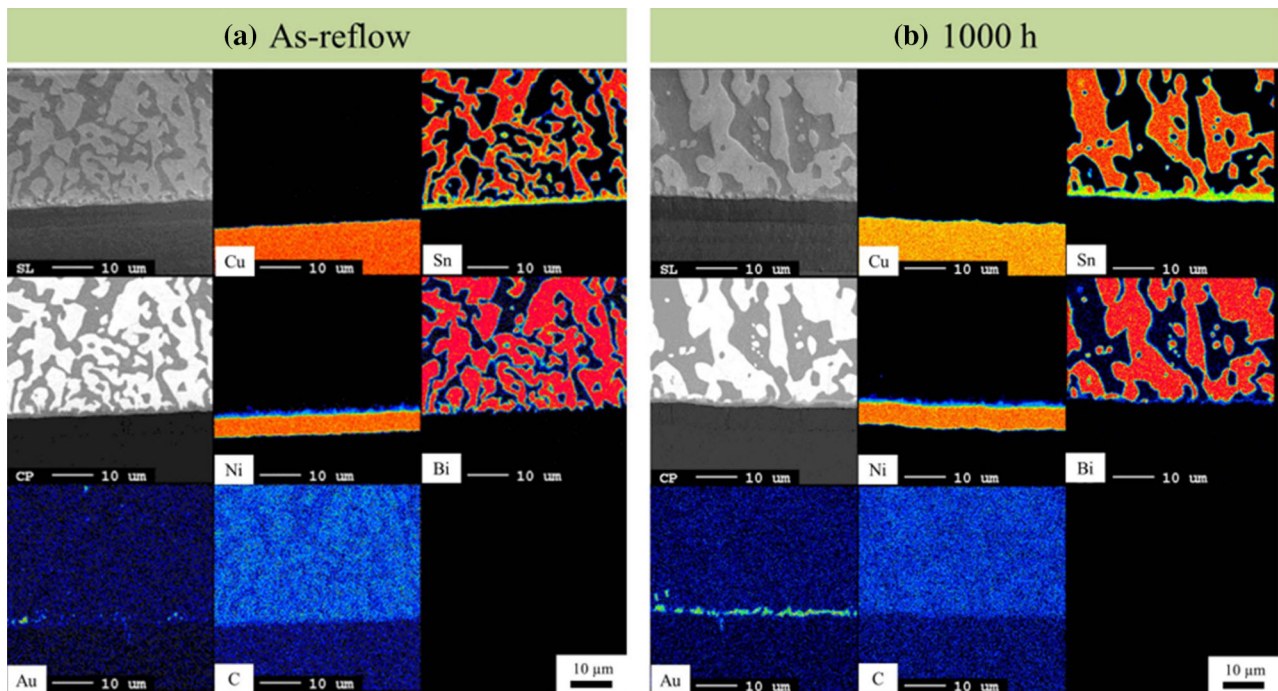 (a) As-reflow
(b) 1000 h
SL 10 um
Cu 10 um
Sn 10 um
SL 10 um
Cu 10 um
Sn 10 um
CP 10 um
Ni 10 um
Bi 10 um
CP 10 um
Ni 10 um
Bi 10 um
Au 10 um
C 10 um
10 µm
Au 10 um
C 10 um
10 µm